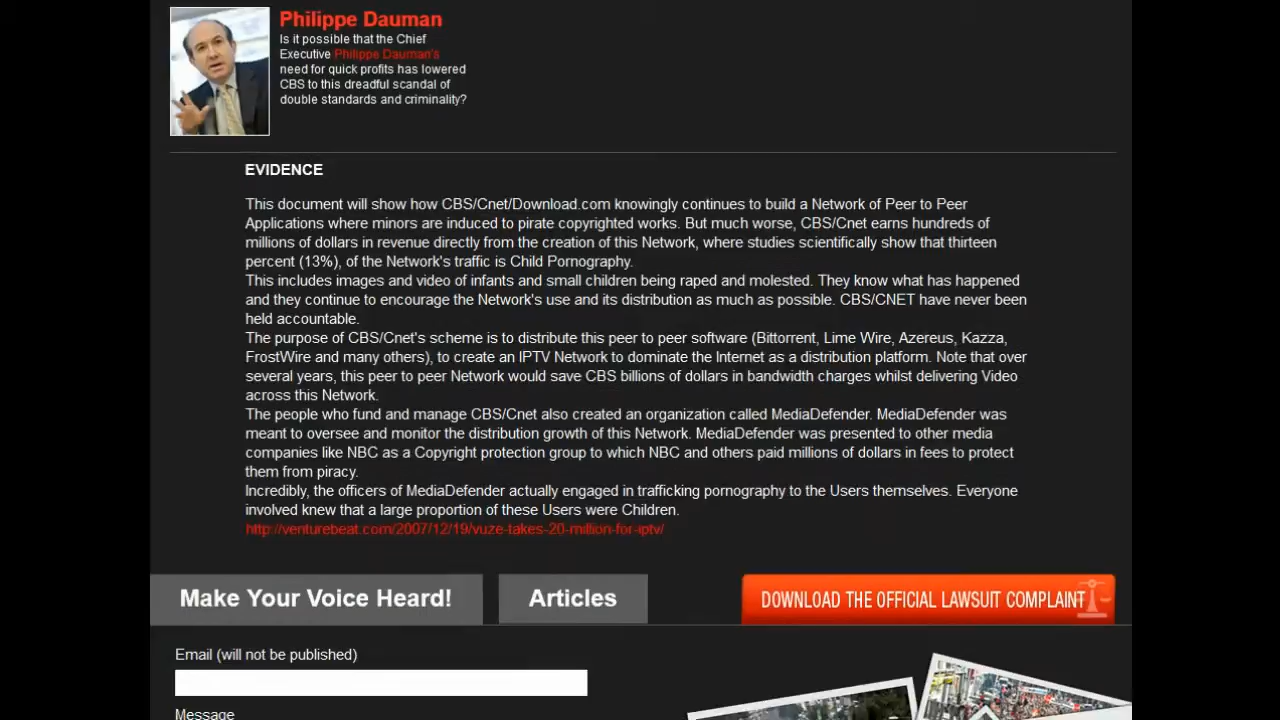 Philippe Dauman
Is it possible that the Chief
Executive Philippe Dauman's
need for quick profits has lowered
CBS to this dreadful scandal of
double standards and criminality?
EVIDENCE
This document will show how CBS/Cnet/Download.com knowingly continues to build a Network of Peer to Peer
Applications where minors are induced to pirate copyrighted works. But much worse, CBS/Cnet earns hundreds of
millions of dollars in revenue directly from the creation of this Network, where studies scientifically show that thirteen
percent (13%), of the Network's traffic is Child Pornography.
This includes images and video of infants and small children being raped and molested. They know what has happened
and they continue to encourage the Network's use and its distribution as much as possible. CBS/CNET have never been
held accountable.
The purpose of CBS/Cnet's scheme is to distribute this peer to peer software (Bittorrent, Lime Wire, Azereus, Kazza,
FrostWire and many others), to create an IPTV Network to dominate the Internet as a distribution platform. Note that over
several years, this peer to peer Network would save CBS billions of dollars in bandwidth charges whilst delivering Video
across this Network.
The people who fund and manage CBS/Cnet also created an organization called MediaDefender. MediaDefender was
meant to oversee and monitor the distribution growth of this Network. MediaDefender was presented to other media
companies like NBC as a Copyright protection group to which NBC and others paid millions of dollars in fees to protect
them from piracy.
Incredibly, the officers of MediaDefender actually engaged in trafficking pornography to the Users themselves. Everyone
involved knew that a large proportion of these Users were Children.
http://venturebeat.com/2007/12/19/vuze-takes-20-million-for-iptv/
Make Your Voice Heard!
Articles
DOWNLOAD THE OFFICIAL LAWSUIT COMPLAINT
Email (will not be published)
Message